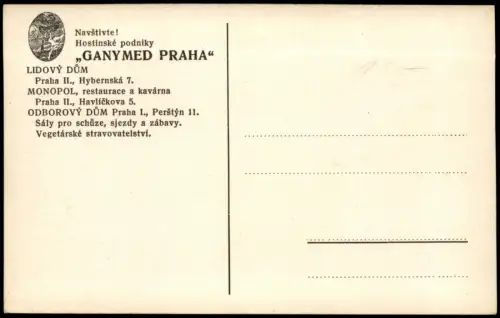 Navštivte!
Hostinské podniky
„GANYMED PRAHA“
LIDOVÝ DŮM
Praha II., Hybernská 7.
MONOPOL, restaurace a kavárna
Praha II., Havlíčkova 5.
ODBOROVÝ DŮM Praha I., Perštýn 11.
Sály pro schůze, sjezdy a zábavy.
Vegetárské stravovatelství.